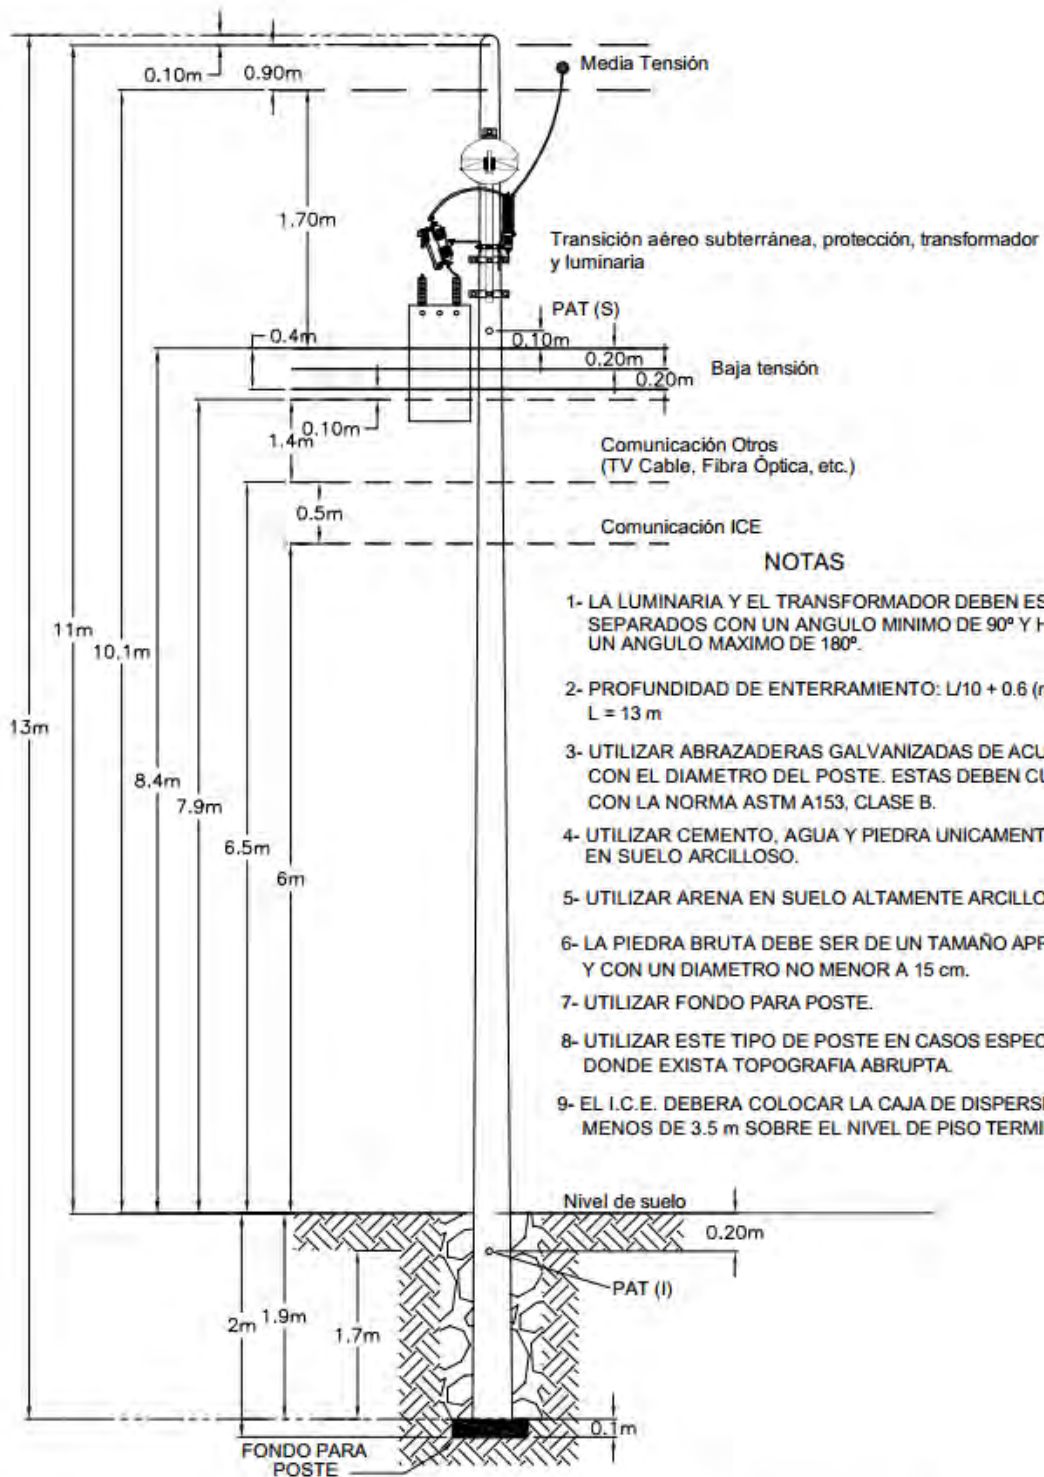 0.10m
0.90m
Media Tensión
1.70m
Transición aéreo subterránea, protección, transformador
y luminaria
PAT (S)
0.10m
0.4m
0.20m
0.20m
Baja tensión
0.10m
1.4m
Comunicación Otros
(TV Cable, Fibra Óptica, etc.)
0.5m
Comunicación ICE
NOTAS
1- LA LUMINARIA Y EL TRANSFORMADOR DEBEN ES
SEPARADOS CON UN ANGULO MINIMO DE 90º Y H
UN ANGULO MAXIMO DE 180º.
11m
10.1m
2- PROFUNDIDAD DE ENTERRAMIENTO: L/10 + 0.6 (m
L = 13 m
13m
3- UTILIZAR ABRAZADERAS GALVANIZADAS DE ACU
CON EL DIAMETRO DEL POSTE. ESTAS DEBEN CU
CON LA NORMA ASTM A153, CLASE B.
8.4m
7.9m
4- UTILIZAR CEMENTO, AGUA Y PIEDRA UNICAMENT
EN SUELO ARCILLOSO.
6.5m
6m
5- UTILIZAR ARENA EN SUELO ALTAMENTE ARCILLO
6- LA PIEDRA BRUTA DEBE SER DE UN TAMAÑO APR
Y CON UN DIAMETRO NO MENOR A 15 cm.
7- UTILIZAR FONDO PARA POSTE.
8- UTILIZAR ESTE TIPO DE POSTE EN CASOS ESPEC
DONDE EXISTA TOPOGRAFIA ABRUPTA.
9- EL I.C.E. DEBERA COLOCAR LA CAJA DE DISPERSI
MENOS DE 3.5 m SOBRE EL NIVEL DE PISO TERMI
Nivel de suelo
0.20m
PAT (I)
2m
1.9m
1.7m
0.1m
FONDO PARA
POSTE